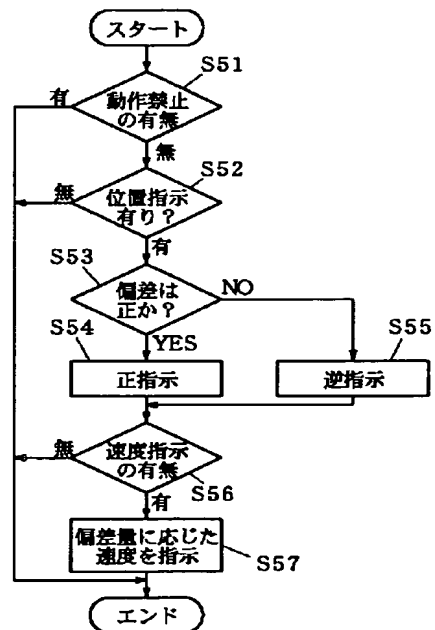 スタート
S51
動作禁止
の有無
有
無
S52
位置指示
有り?
無
有
S53
偏差は
正か?
NO
YES
S54
正指示
S55
逆指示
速度指示
の有無
無
S56
有
偏差量に応じた
速度を指示
S57
エンド